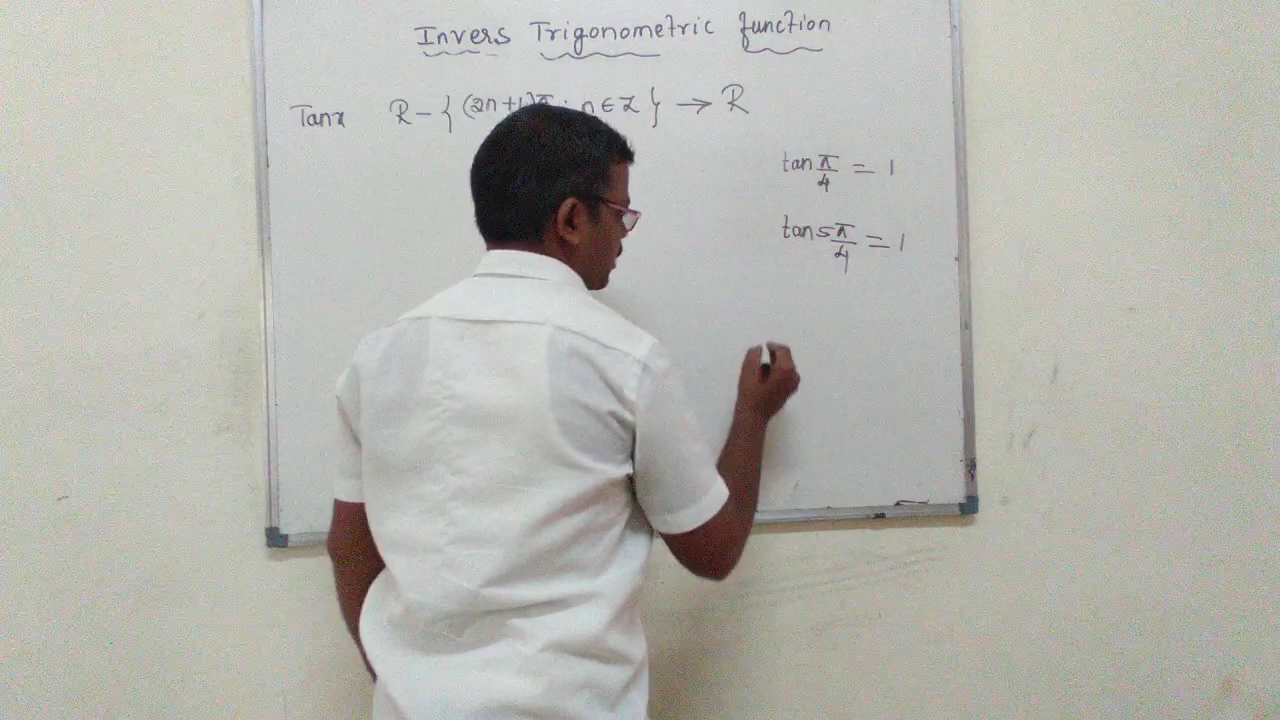 Invers Trigonometric function
Tanx R - { (2n+1)π : n ∈ Z } → R
tan π/4 = 1
tan 5π/4 = 1